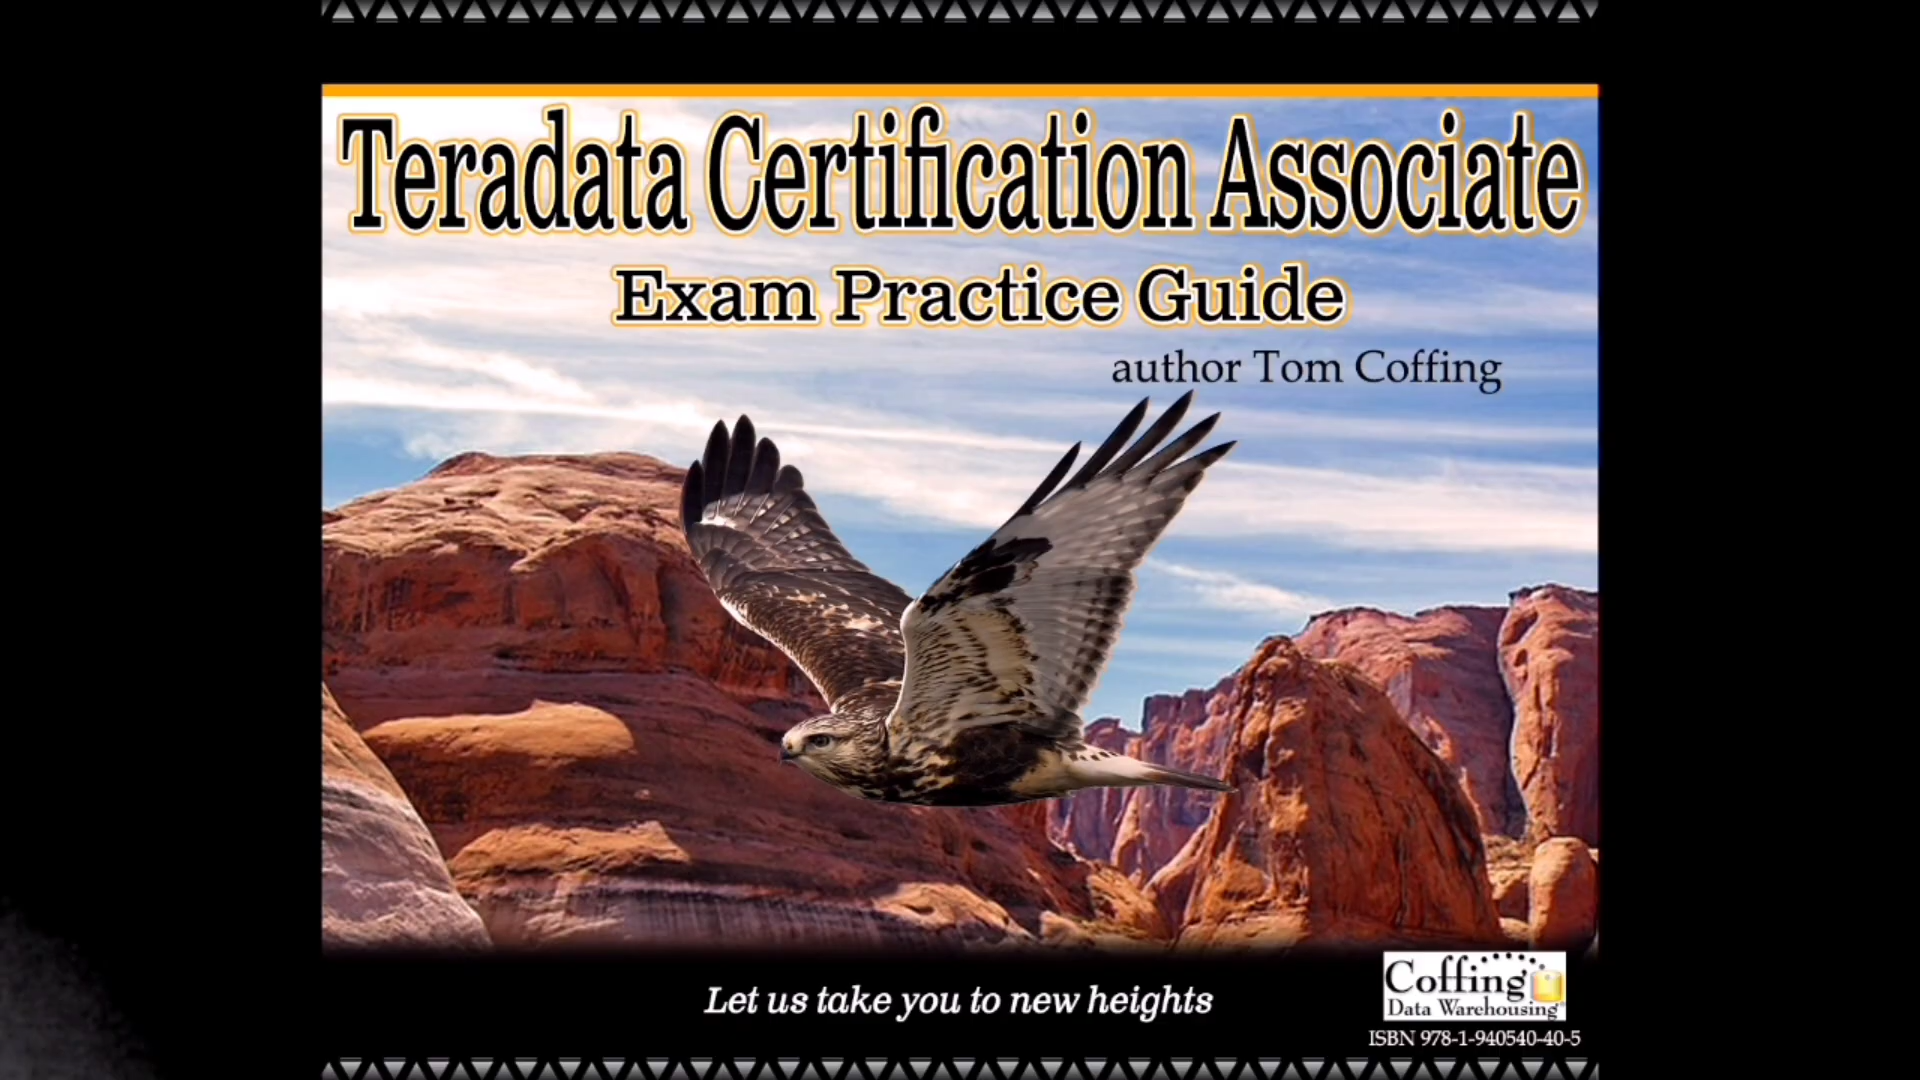 Teradata Certification Associate
Exam Practice Guide
author Tom Coffing
Let us take you to new heights
Coffing
Data Warehousing
ISBN 978-1-940540-40-5